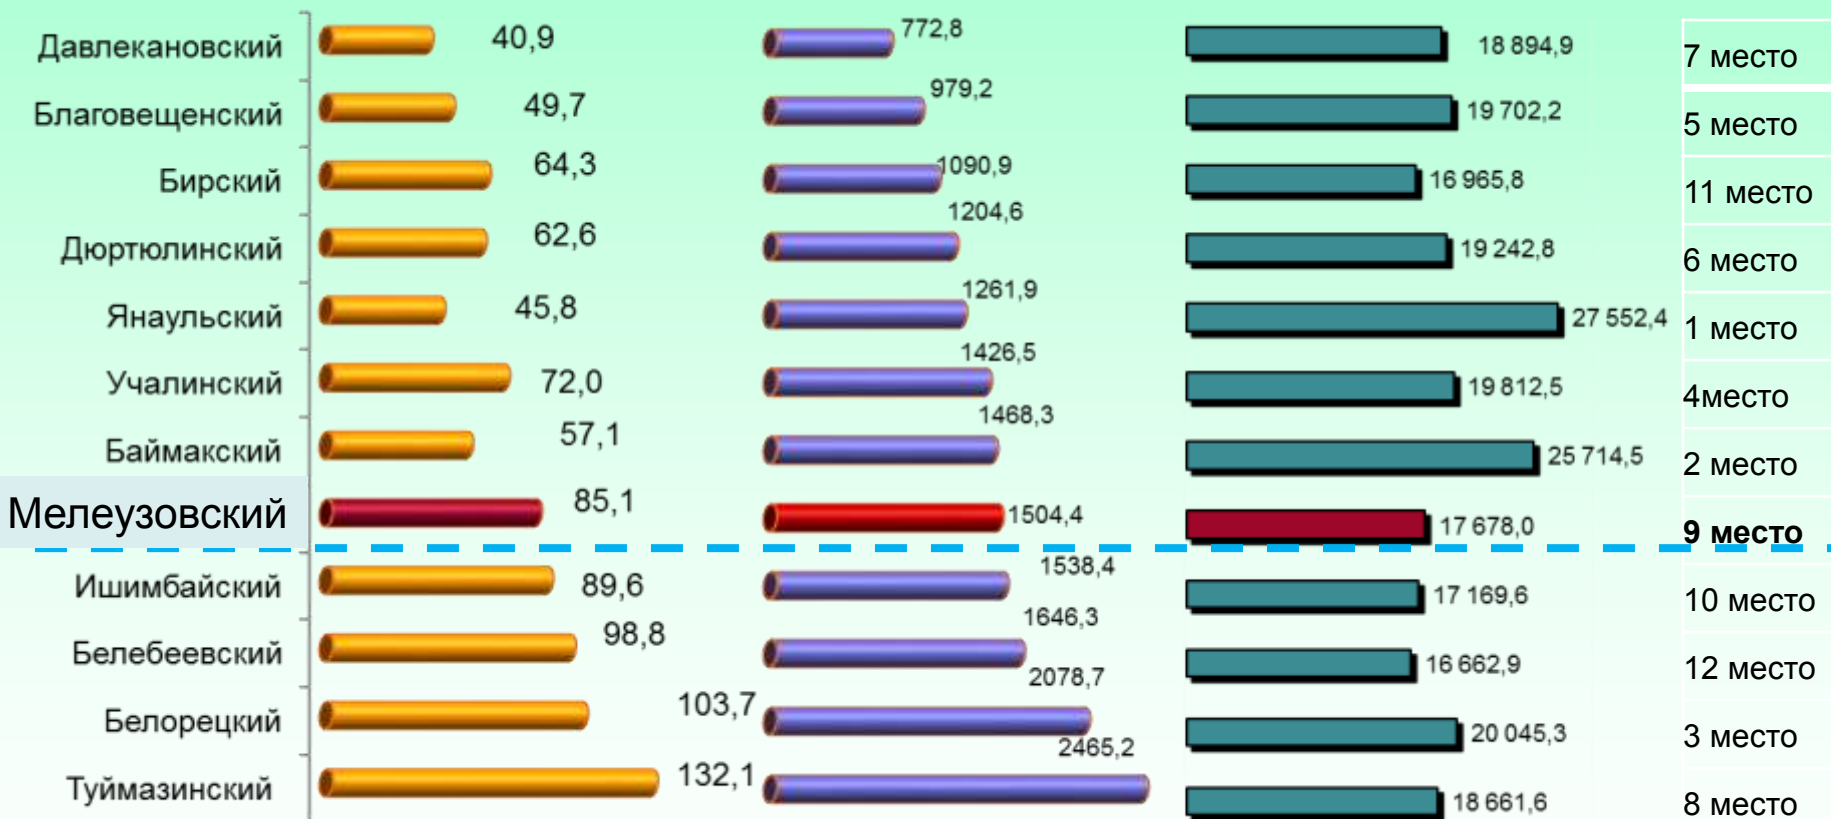 Давлекановский 40,9 772,8 18 894,9 7 место
Благовещенский 49,7 979,2 19 702,2 5 место
Бирский 64,3 1090,9 16 965,8 11 место
Дюртюлинский 62,6 1204,6 19 242,8 6 место
Янаульский 45,8 1261,9 27 552,4 1 место
Учалинский 72,0 1426,5 19 812,5 4место
Баймакский 57,1 1468,3 25 714,5 2 место
Мелеузовский 85,1 1504,4 17 678,0 9 место
Ишимбайский 89,6 1538,4 17 169,6 10 место
Белебеевский 98,8 1646,3 16 662,9 12 место
Белорецкий 103,7 2078,7 20 045,3 3 место
Туймазинский 132,1 2465,2 18 661,6 8 место